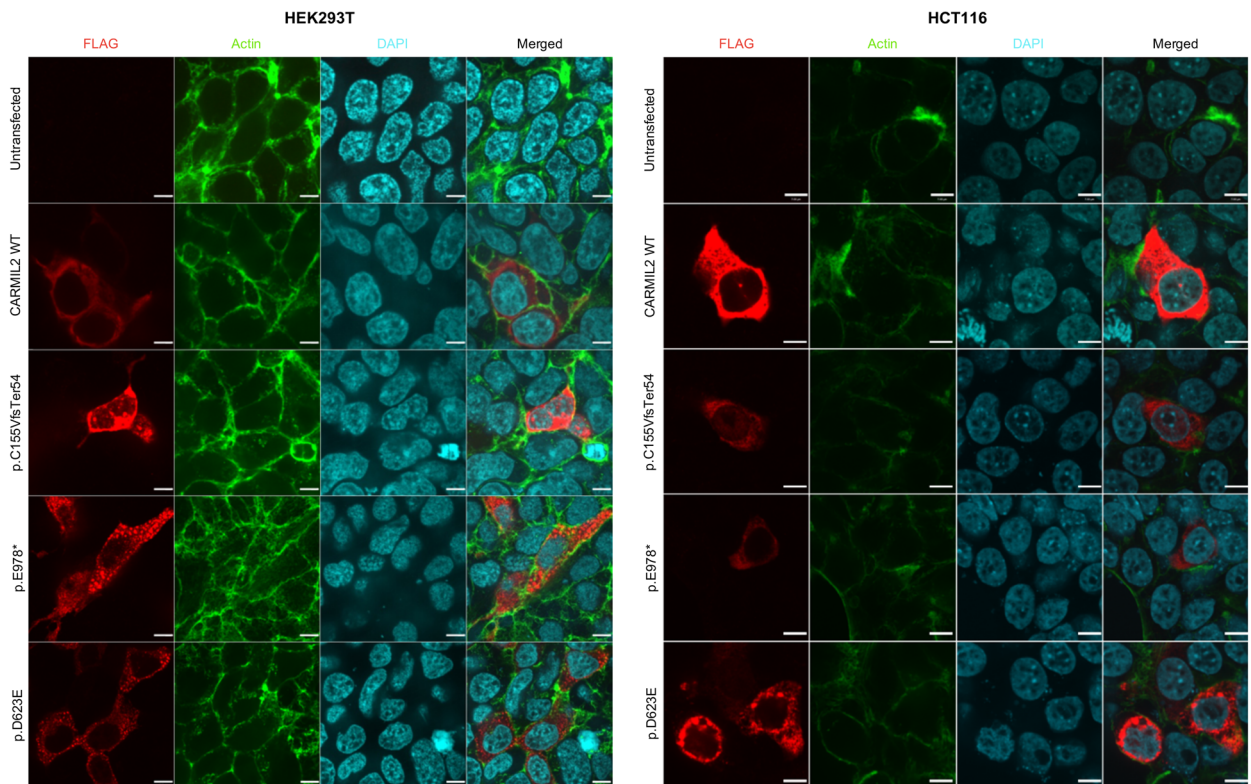 HEK293T HCT116
FLAG Actin DAPI Merged FLAG Actin DAPI Merged
Untransfected Untransfected
CARMIL2 WT CARMIL2 WT
p.C155VfsTer54 p.C155VfsTer54
p.E978* p.E978*
p.D623E p.D623E